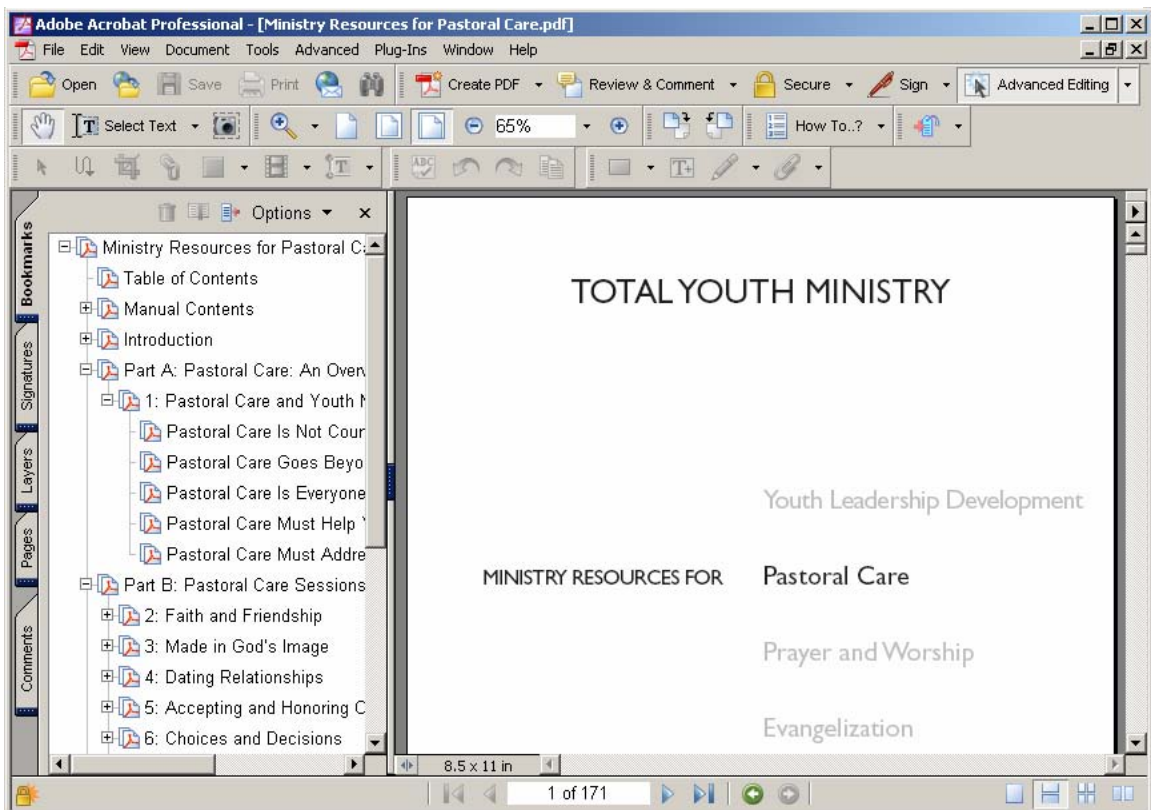 Adobe Acrobat Professional - [Ministry Resources for Pastoral Care.pdf]
File Edit View Document Tools Advanced Plug-Ins Window Help
Open Save Print Create PDF Review & Comment Secure Sign Advanced Editing
Select Text 65% How To..?
Bookmarks
Signatures
Layers
Pages
Comments
Options
Ministry Resources for Pastoral
Table of Contents
Manual Contents
Introduction
Part A: Pastoral Care: An
1: Pastoral Care and Youth
Pastoral Care Is Not
Pastoral Care Goes
Pastoral Care Is Everyone
Pastoral Care Must Help
Pastoral Care Must
Part B: Pastoral Care Sessions
2: Faith and Friendship
3: Made in God's Image
4: Dating Relationships
5: Accepting and Honoring
6: Choices and Decisions
TOTAL YOUTH MINISTRY
Youth Leadership Development
MINISTRY RESOURCES FOR Pastoral Care
Prayer and Worship
Evangelization
8.5 x 11 in
1 of 171